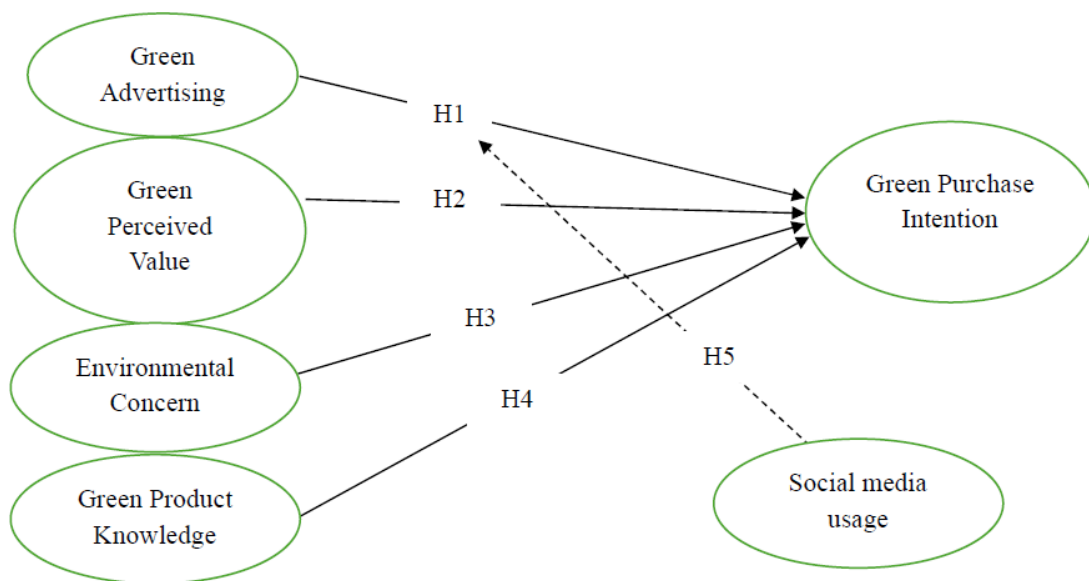 Green
Advertising
H1
Green
Perceived
Value
H2
Green Purchase
Intention
H3
Environmental
Concern
H5
H4
Green Product
Knowledge
Social media
usage